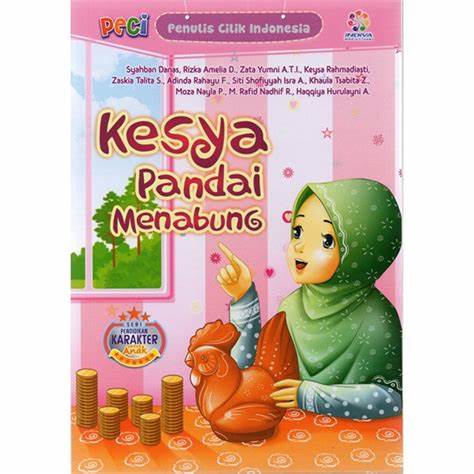 Peci
Penulis Cilik Indonesia
INDIVA
Syahban Danas, Rizka Amelia D., Zata Yumni A.T.I., Keysa Rahmadiasti,
Zaskia Talita S., Adinda Rahayu F., Siti Shofiyyah Isra A., Khaula Tsabita Z.,
Moza Nayla P., M. Rafid Nadhif R., Haqqiya Hurulayni A.
Kesya
Pandai
Menabung
SERI
PENDIDIKAN
KARAKTER
Anak